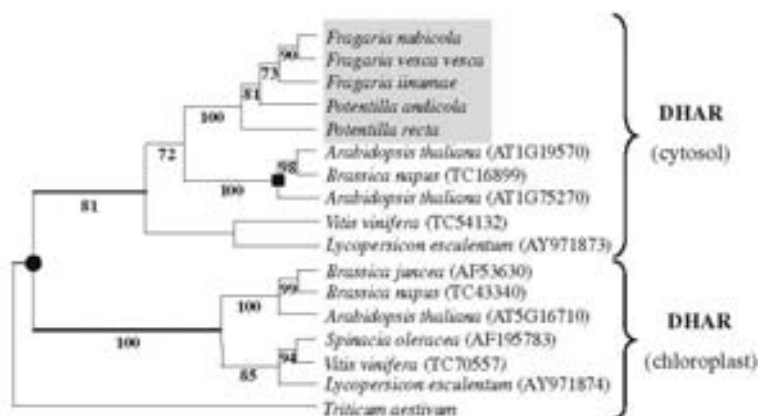 Fragaria nubicola
90
Fragaria vesca vesca
73
Fragaria iinumae
81
Potentilla andicola
100
Potentilla recta
DHAR
(cytosol)
72
Arabidopsis thaliana (AT1G19570)
98
Brassica napus (TC16899)
100
Arabidopsis thaliana (AT1G75270)
81
Vitis vinifera (TC54132)
Lycopersicon esculentum (AY971873)
Brassica juncea (AF53630)
99
Brassica napus (TC43340)
100
Arabidopsis thaliana (AT5G16710)
DHAR
(chloroplast)
100
Spinacia oleracea (AF195783)
94
Vitis vinifera (TC70557)
85
Lycopersicon esculentum (AY971874)
Triticum aestivum